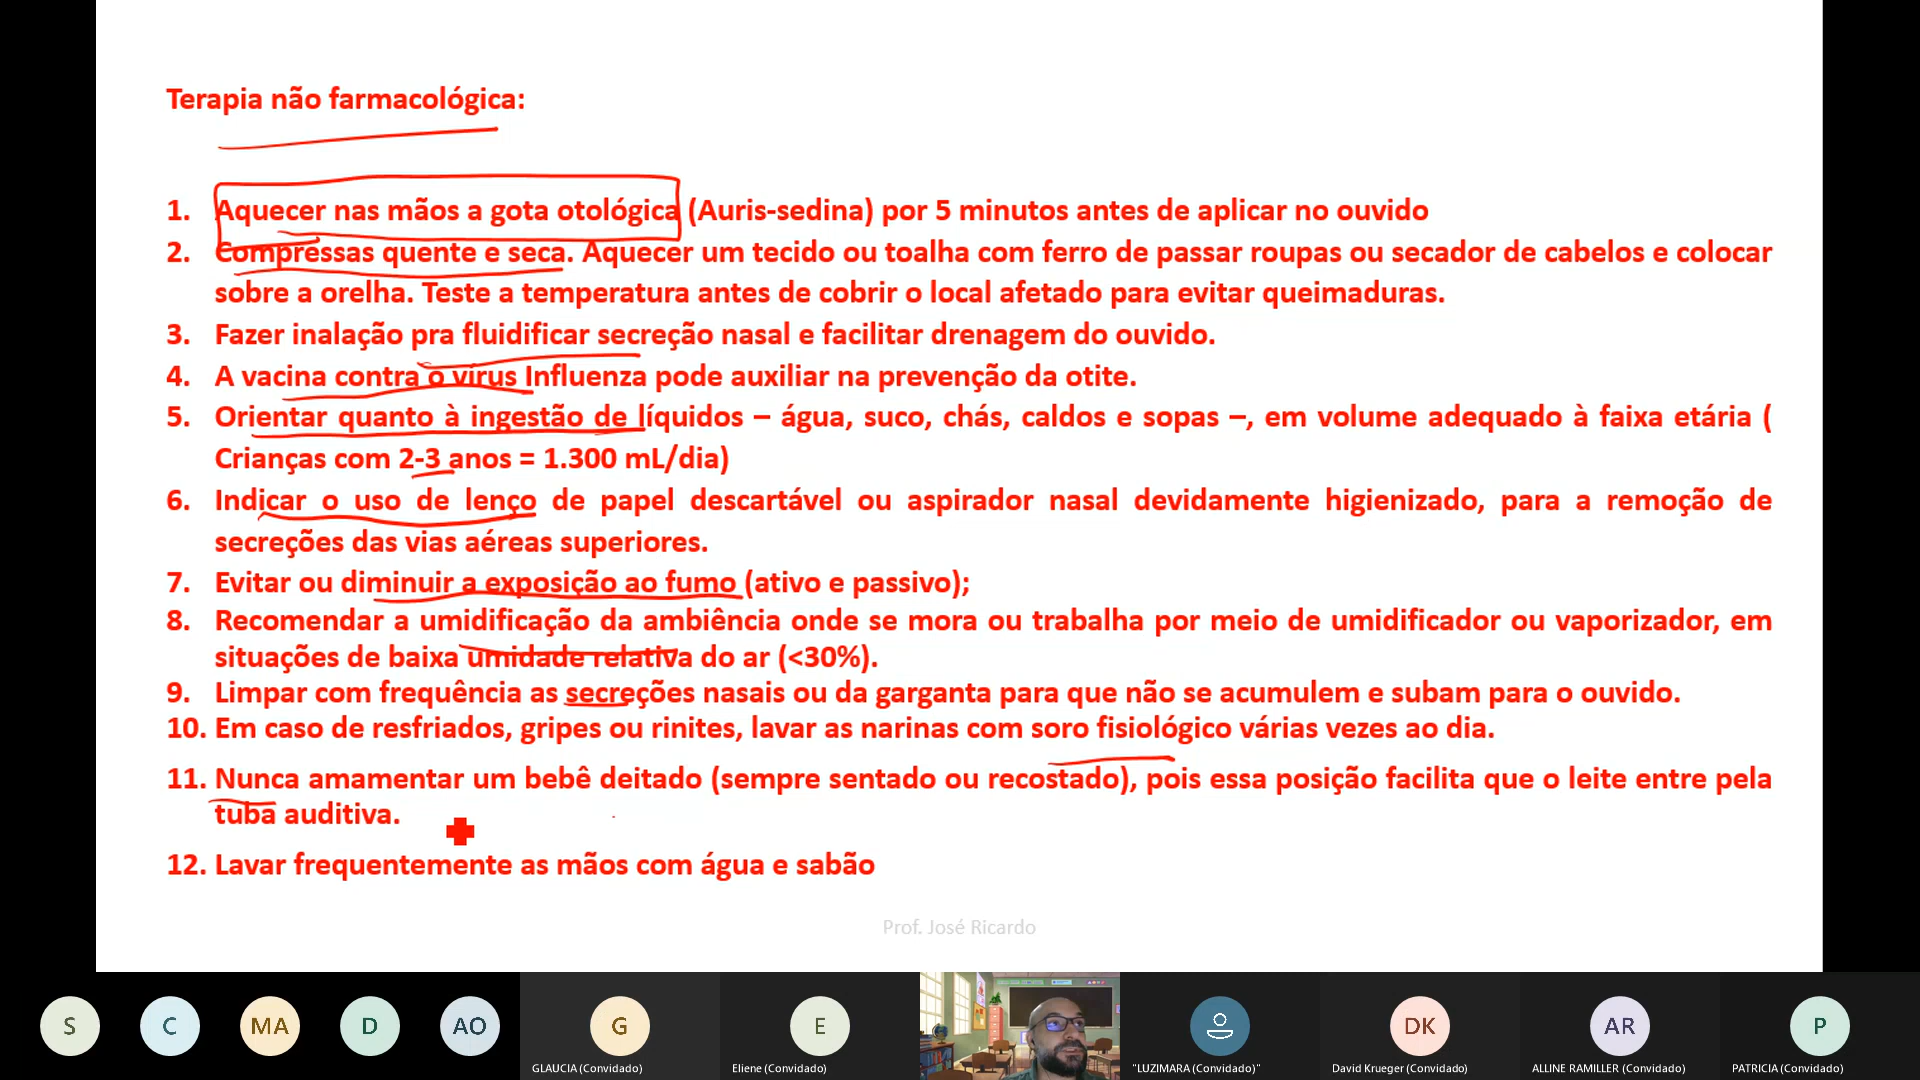 Terapia não farmacológica:
1. Aquecer nas mãos a gota otológica (Auris-sedina) por 5 minutos antes de aplicar no ouvido
2. Compressas quente e seca. Aquecer um tecido ou toalha com ferro de passar roupas ou secador de cabelos e colocar
sobre a orelha. Teste a temperatura antes de cobrir o local afetado para evitar queimaduras.
3. Fazer inalação pra fluidificar secreção nasal e facilitar drenagem do ouvido.
4. A vacina contra o vírus Influenza pode auxiliar na prevenção da otite.
5. Orientar quanto à ingestão de líquidos – água, suco, chás, caldos e sopas –, em volume adequado à faixa etária (
Crianças com 2-3 anos = 1.300 mL/dia)
6. Indicar o uso de lenço de papel descartável ou aspirador nasal devidamente higienizado, para a remoção de
secreções das vias aéreas superiores.
7. Evitar ou diminuir a exposição ao fumo (ativo e passivo);
8. Recomendar a umidificação da ambiência onde se mora ou trabalha por meio de umidificador ou vaporizador, em
situações de baixa umidade relativa do ar (<30%).
9. Limpar com frequência as secreções nasais ou da garganta para que não se acumulem e subam para o ouvido.
10. Em caso de resfriados, gripes ou rinites, lavar as narinas com soro fisiológico várias vezes ao dia.
11. Nunca amamentar um bebê deitado (sempre sentado ou recostado), pois essa posição facilita que o leite entre pela
tuba auditiva.
12. Lavar frequentemente as mãos com água e sabão
Prof. José Ricardo
S C MA D AO G E DK AR P
GLAUCIA (Convidado) Eliene (Convidado) "LUZIMARA (Convidado)" David Krueger (Convidado) ALLINE RAMILLER (Convidado) PATRICIA (Convidado)